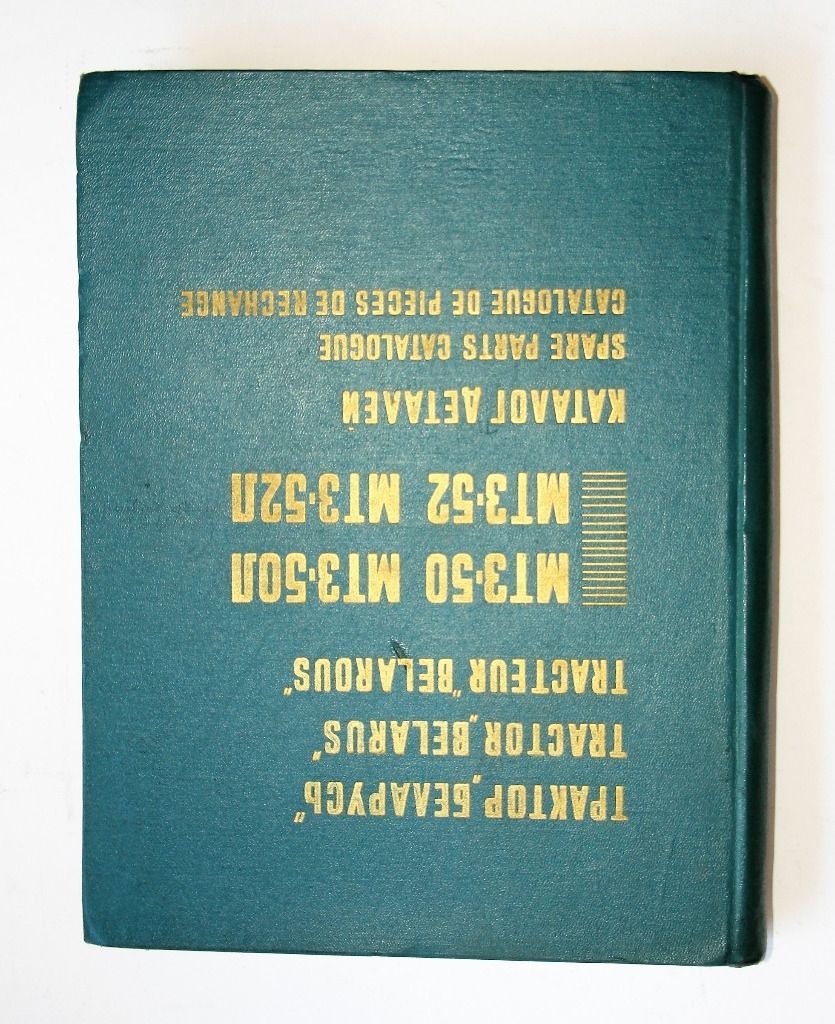 ТРАКТОР „БЕЛАРУСЬ"
TRACTOR „BELARUS"
TRACTEUR „BELAROUS"
МТЗ-50 МТЗ-50Л
МТЗ-52 МТЗ-52Л
КАТАЛОГ ДЕТАЛЕЙ
SPARE PARTS CATALOGUE
CATALOGUE DE PIECES DE RECHANGE